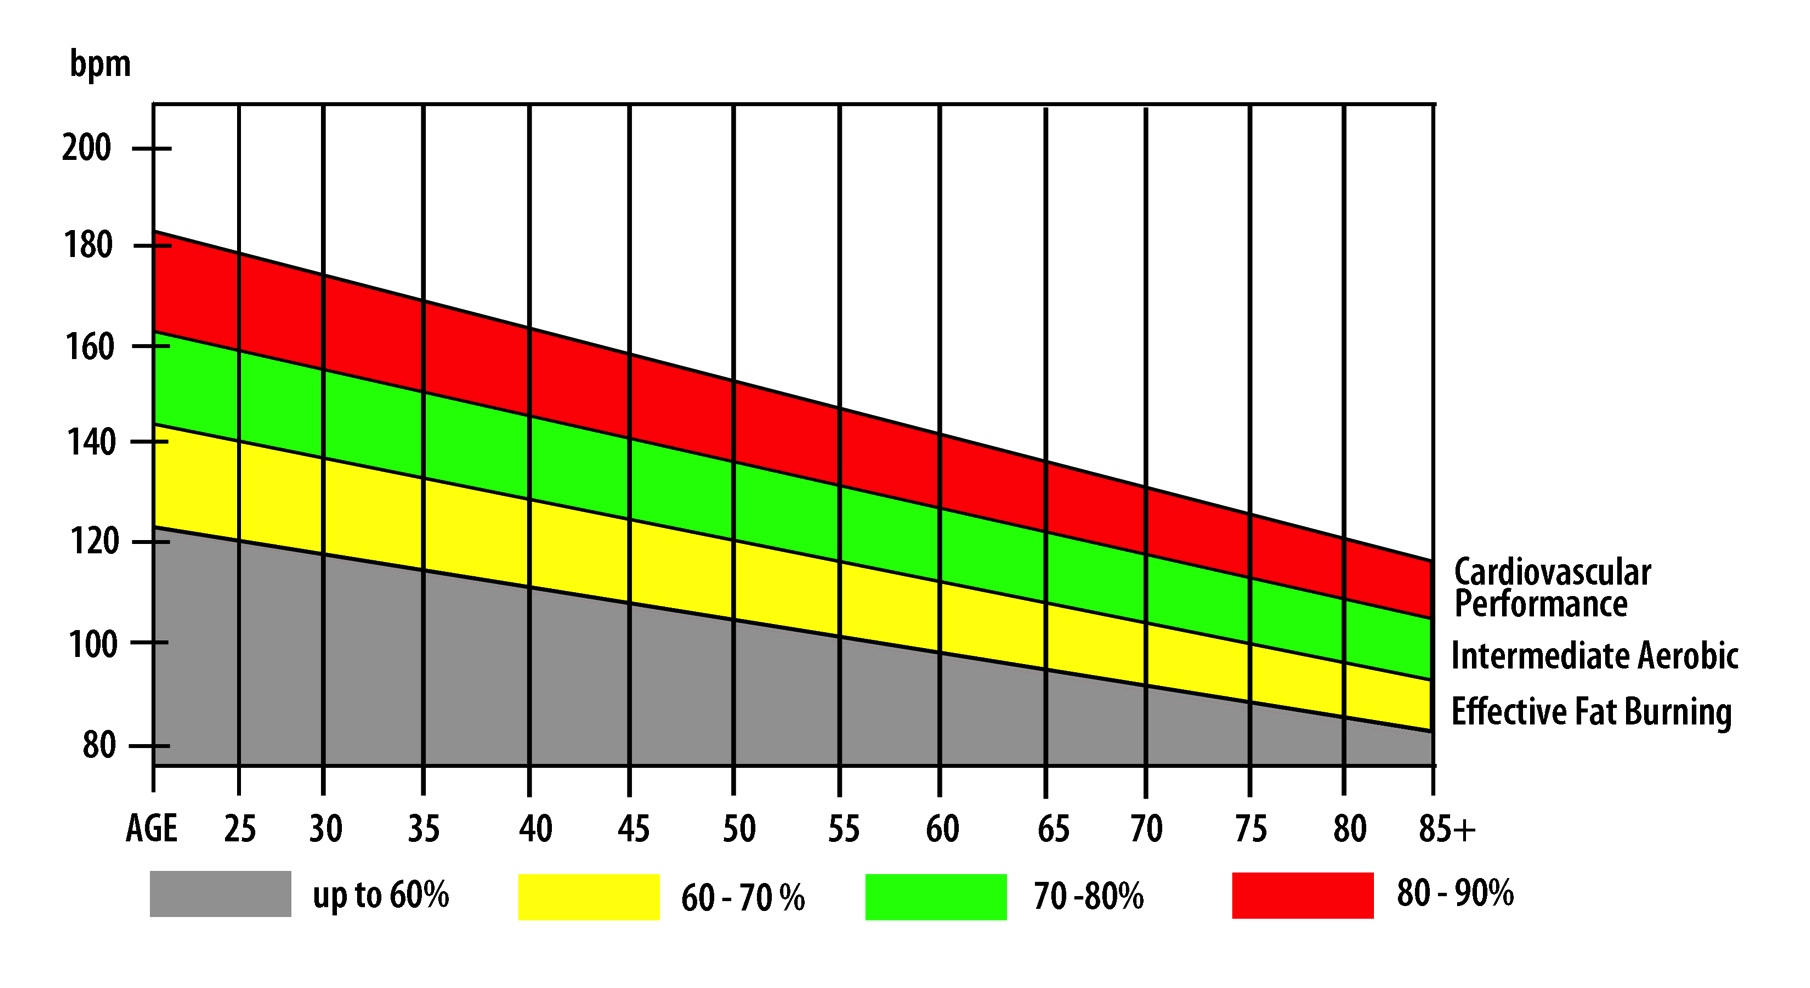 bpm
200
180
160
140
120
100
80
Cardiovascular
Performance
Intermediate Aerobic
Effective Fat Burning
AGE 25 30 35 40 45 50 55 60 65 70 75 80 85+
up to 60% 60 - 70 % 70 -80% 80 - 90%